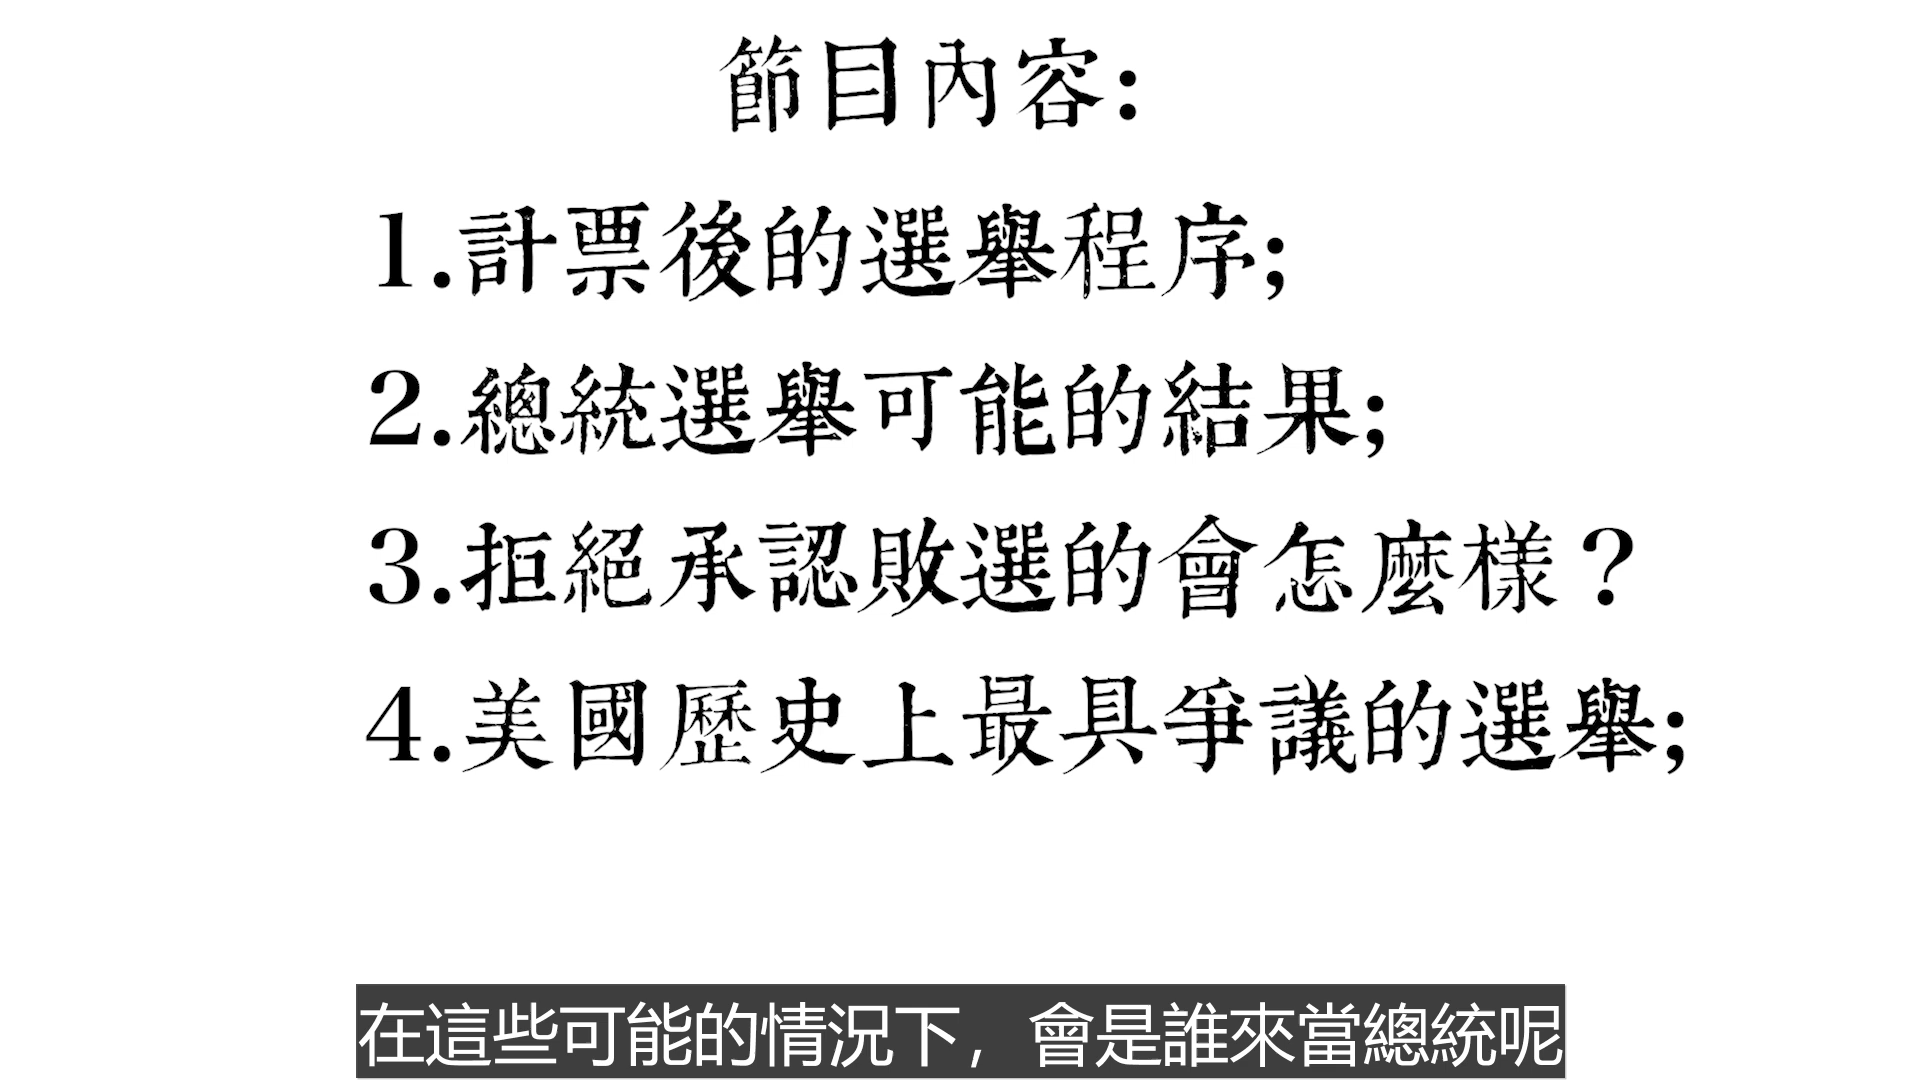 節目內容:
1.計票後的選舉程序;
2.總統選舉可能的結果;
3.拒絕承認敗選的會怎麼樣？
4.美國歷史上最具爭議的選舉;
在這些可能的情況下，會是誰來當總統呢